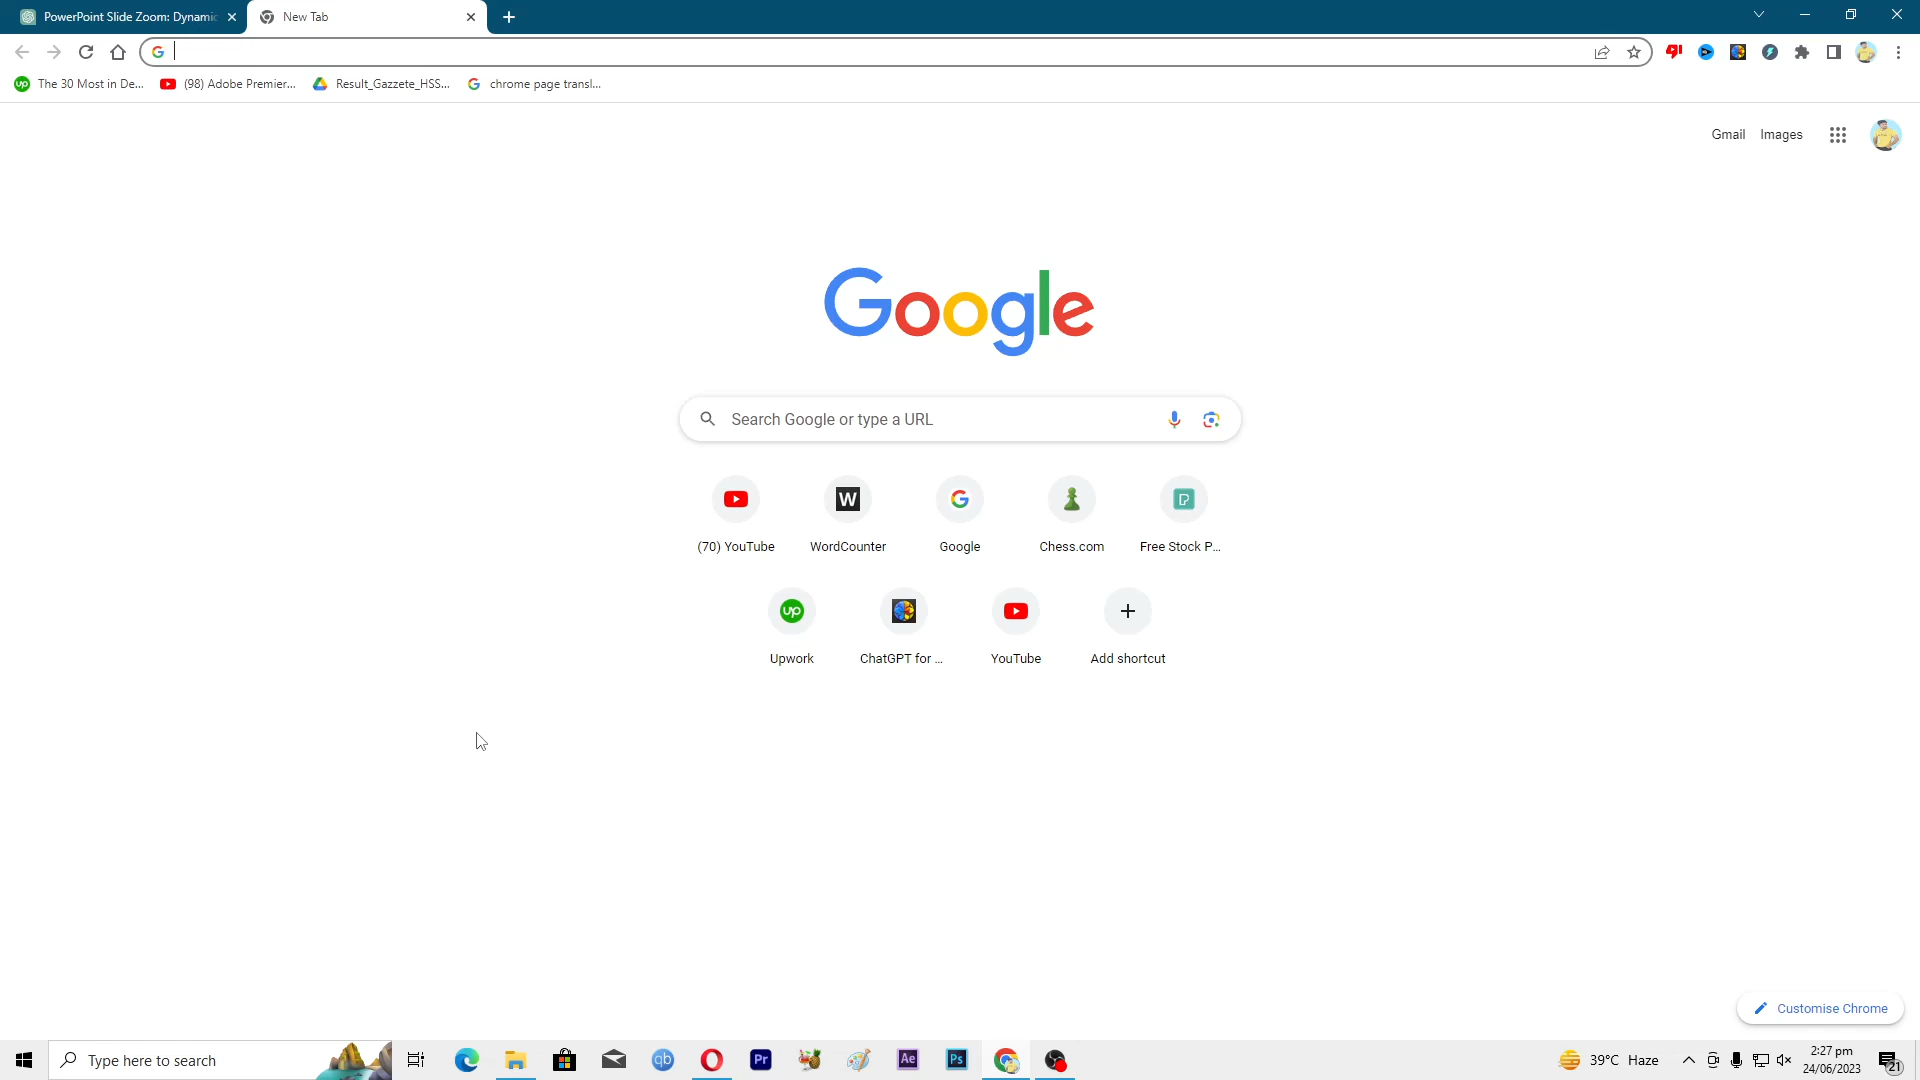 PowerPoint Slide Zoom: Dynamic
New Tab
The 30 Most in De...
(98) Adobe Premier...
Result_Gazzete_HSS...
chrome page transl...
Gmail
Images
Google
Search Google or type a URL
(70) YouTube
WordCounter
Google
Chess.com
Free Stock P...
Upwork
ChatGPT for ...
YouTube
Add shortcut
Customise Chrome
Type here to search
39°C Haze
2:27 pm
24/06/2023
21